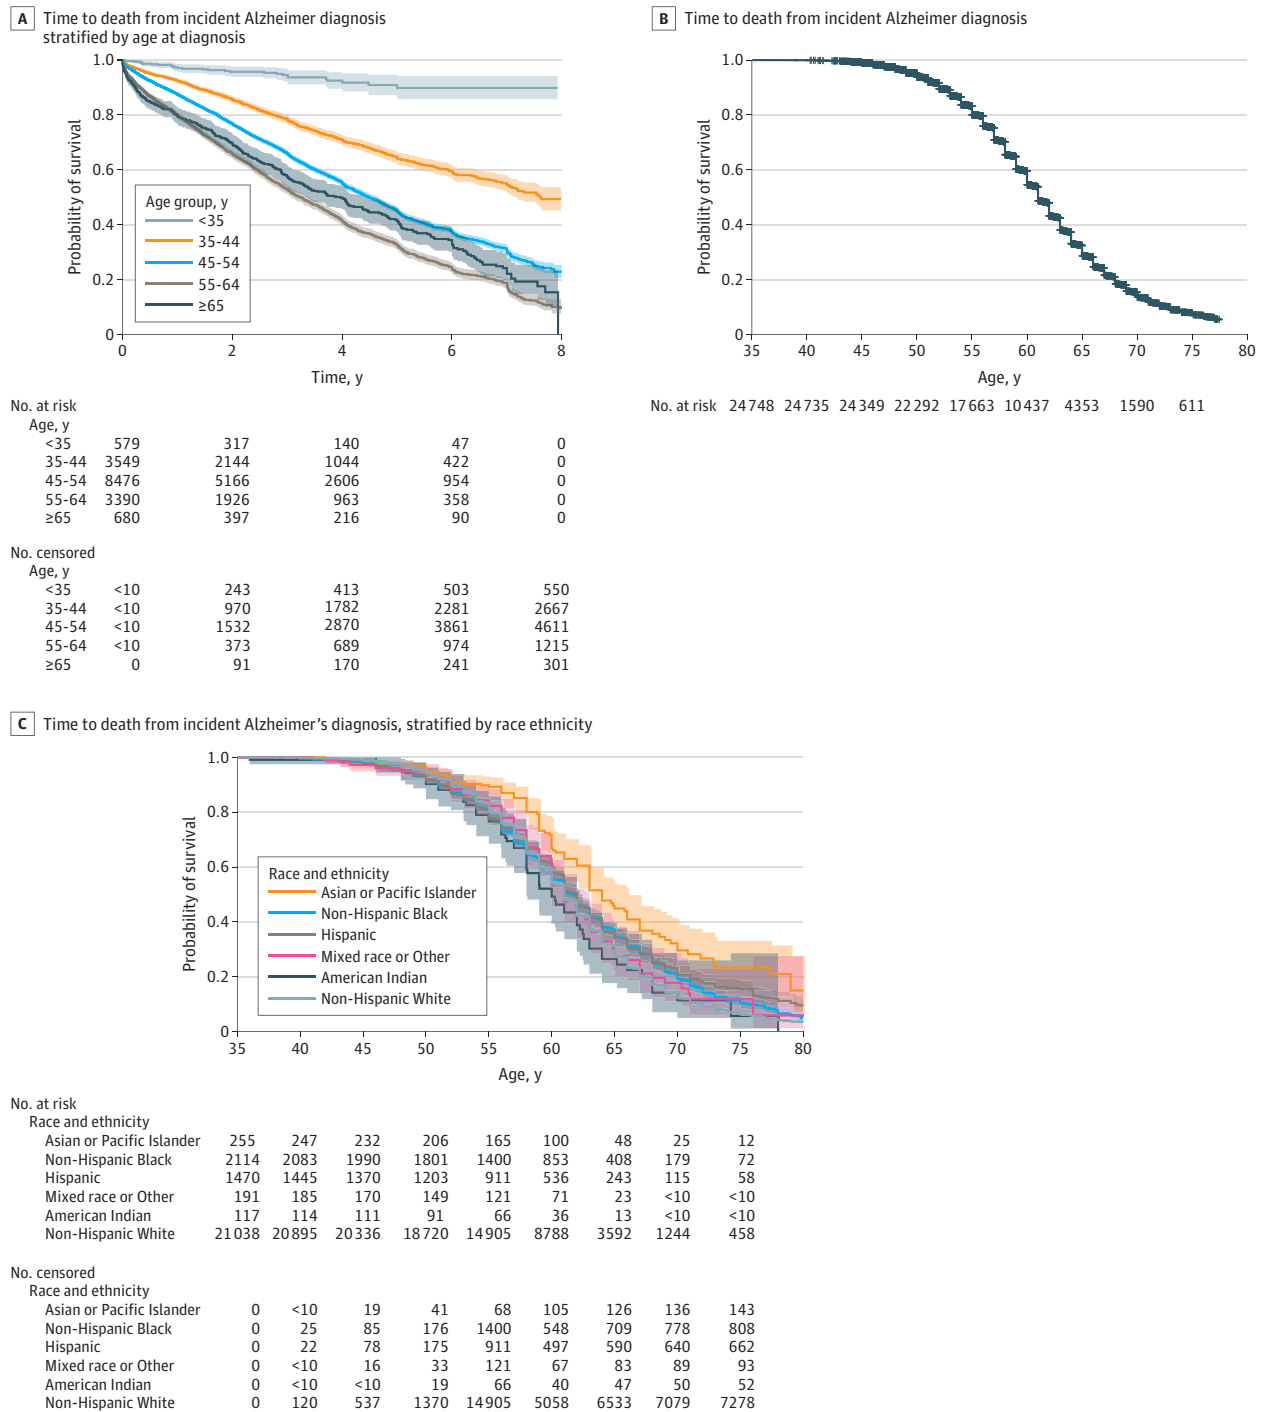 A Time to death from incident Alzheimer diagnosis
stratified by age at diagnosis
1.0
0.8
0.6
0.4
0.2
0
Probability of survival
Age group, y
<35
35-44
45-54
55-64
≥65
0 2 4 6 8
Time, y
No. at risk
Age, y
<35 579 317 140 47 0
35-44 3549 2144 1044 422 0
45-54 8476 5166 2606 954 0
55-64 3390 1926 963 358 0
≥65 680 397 216 90 0
No. censored
Age, y
<35 <10 243 413 503 550
35-44 <10 970 1782 2281 2667
45-54 <10 1532 2870 3861 4611
55-64 <10 373 689 974 1215
≥65 0 91 170 241 301
B Time to death from incident Alzheimer diagnosis
1.0
0.8
0.6
0.4
0.2
0
Probability of survival
35 40 45 50 55 60 65 70 75 80
Age, y
No. at risk 24748 24735 24349 22292 17663 10437 4353 1590 611
C Time to death from incident Alzheimer's diagnosis, stratified by race ethnicity
1.0
0.8
0.6
0.4
0.2
0
Probability of survival
Race and ethnicity
Asian or Pacific Islander
Non-Hispanic Black
Hispanic
Mixed race or Other
American Indian
Non-Hispanic White
35 40 45 50 55 60 65 70 75 80
Age, y
No. at risk
Race and ethnicity
Asian or Pacific Islander 255 247 232 206 165 100 48 25 12
Non-Hispanic Black 2114 2083 1990 1801 1400 853 408 179 72
Hispanic 1470 1445 1370 1203 911 536 243 115 58
Mixed race or Other 191 185 170 149 121 71 23 <10 <10
American Indian 117 114 111 91 66 36 13 <10 <10
Non-Hispanic White 21038 20895 20336 18720 14905 8788 3592 1244 458
No. censored
Race and ethnicity
Asian or Pacific Islander 0 <10 19 41 68 105 126 136 143
Non-Hispanic Black 0 25 85 176 1400 548 709 778 808
Hispanic 0 22 78 175 911 497 590 640 662
Mixed race or Other 0 <10 16 33 121 67 83 89 93
American Indian 0 <10 <10 19 66 40 47 50 52
Non-Hispanic White 0 120 537 1370 14905 5058 6533 7079 7278